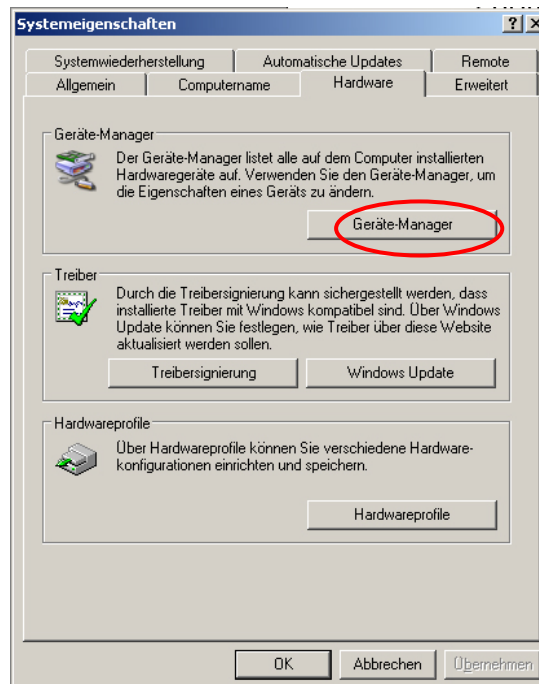 Systemeigenschaften
Systemwiederherstellung Automatische Updates Remote
Allgemein Computername Hardware Erweitert
Geräte-Manager
Der Geräte-Manager listet alle auf dem Computer installierten
Hardwaregeräte auf. Verwenden Sie den Geräte-Manager, um
die Eigenschaften eines Geräts zu ändern.
Geräte-Manager
Treiber
Durch die Treibersignierung kann sichergestellt werden, dass
installierte Treiber mit Windows kompatibel sind. Über Windows
Update können Sie festlegen, wie Treiber über diese Website
aktualisiert werden sollen.
Treibersignierung Windows Update
Hardwareprofile
Über Hardwareprofile können Sie verschiedene Hardware-
konfigurationen einrichten und speichern.
Hardwareprofile
OK Abbrechen Übernehmen